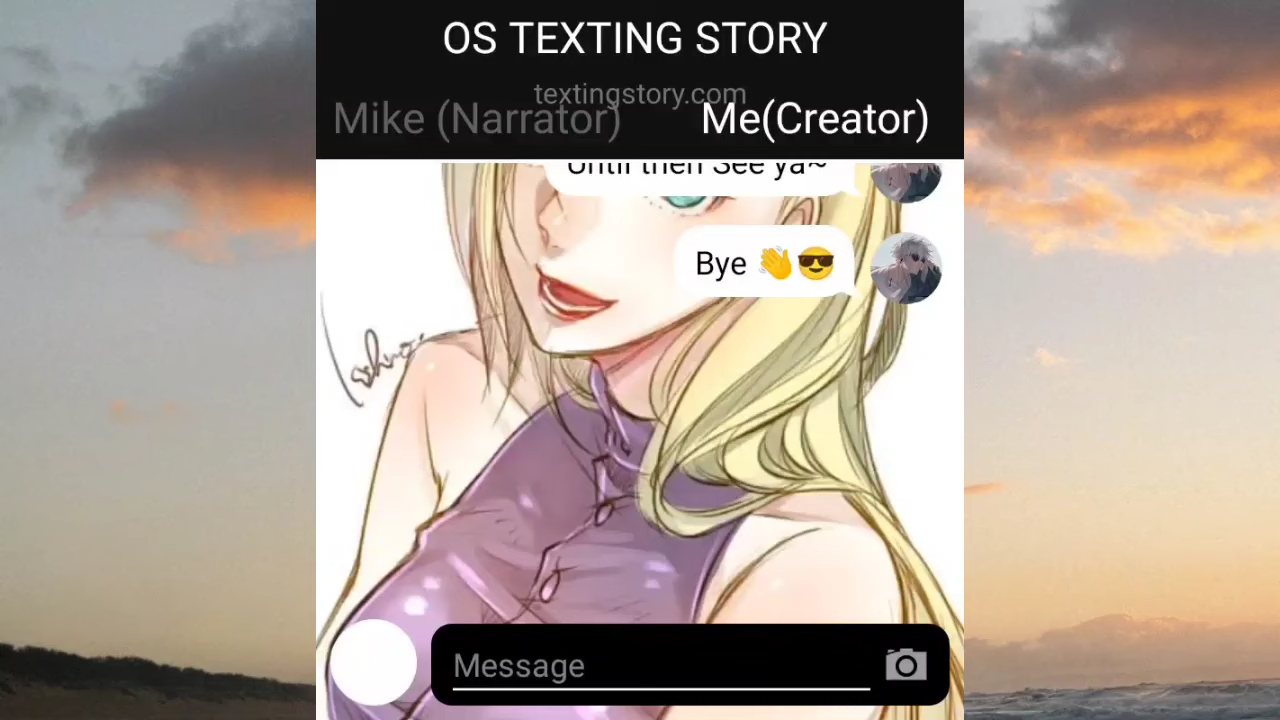 OS TEXTING STORY
textingstory.com
Mike (Narrator) Me(Creator)
Until then See ya~
Bye 👋😎
Message